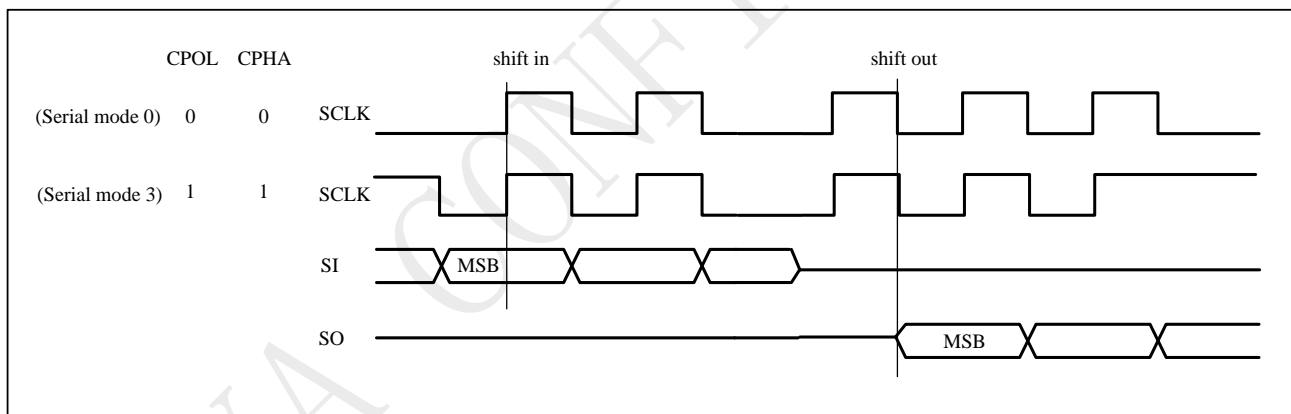 CPOL CPHA shift in shift out
(Serial mode 0) 0 0 SCLK
(Serial mode 3) 1 1 SCLK
SI MSB
SO MSB